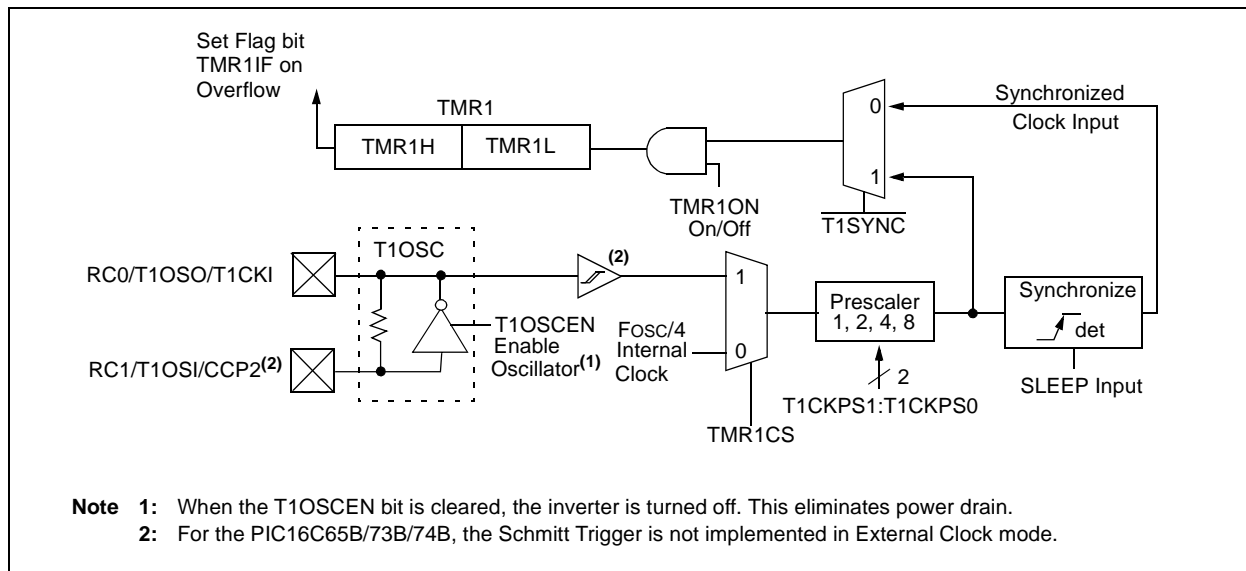 Set Flag bit
TMR1IF on
Overflow
TMR1
TMR1H
TMR1L
TMR1ON
On/Off
0
1
T1SYNC
Synchronized
Clock Input
T1OSC
RC0/T1OSO/T1CKI
(2)
1
0
Prescaler
1, 2, 4, 8
Synchronize
det
T1OSCEN
Enable
Oscillator(1)
FOSC/4
Internal
Clock
RC1/T1OSI/CCP2(2)
2
T1CKPS1:T1CKPS0
SLEEP Input
TMR1CS
Note 1: When the T1OSCEN bit is cleared, the inverter is turned off. This eliminates power drain.
2: For the PIC16C65B/73B/74B, the Schmitt Trigger is not implemented in External Clock mode.